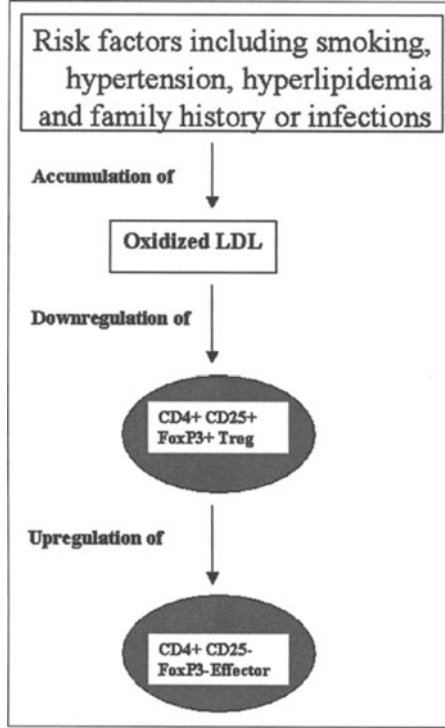 Risk factors including smoking,
hypertension, hyperlipidemia
and family history or infections
Accumulation of
Oxidized LDL
Downregulation of
CD4+ CD25+
FoxP3+ Treg
Upregulation of
CD4+ CD25-
FoxP3-Effector